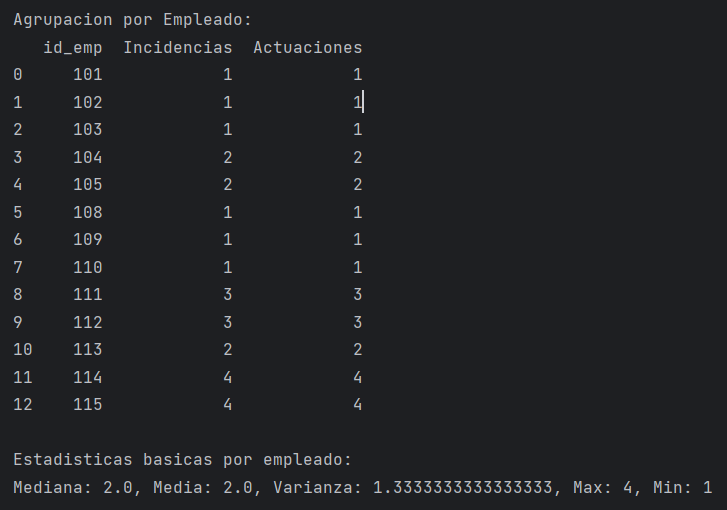 Agrupacion por Empleado:
id_emp Incidencias Actuaciones
0 101 1 1
1 102 1 1
2 103 1 1
3 104 2 2
4 105 2 2
5 108 1 1
6 109 1 1
7 110 1 1
8 111 3 3
9 112 3 3
10 113 2 2
11 114 4 4
12 115 4 4
Estadisticas basicas por empleado:
Mediana: 2.0, Media: 2.0, Varianza: 1.3333333333333333, Max: 4, Min: 1